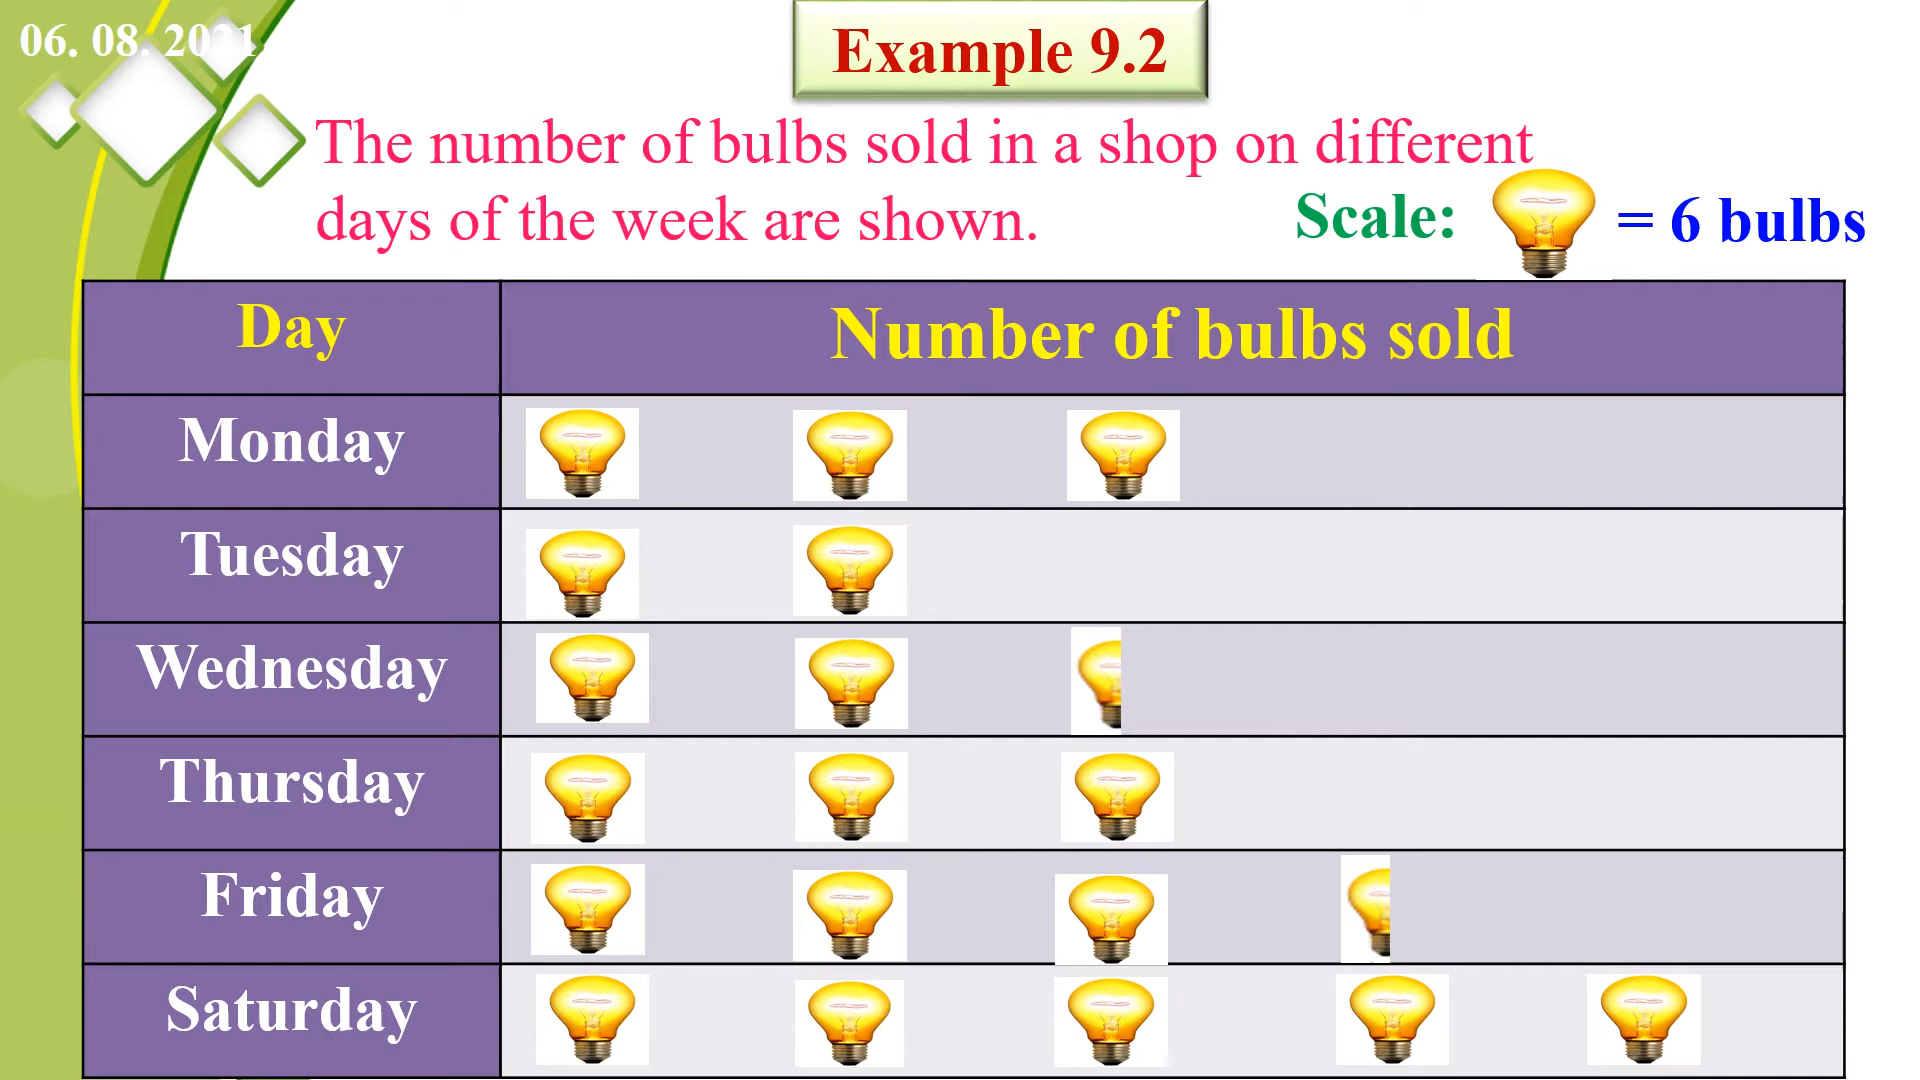 06. 08. 2021
Example 9.2
The number of bulbs sold in a shop on different
days of the week are shown.
Scale: = 6 bulbs
Day Number of bulbs sold
Monday
Tuesday
Wednesday
Thursday
Friday
Saturday